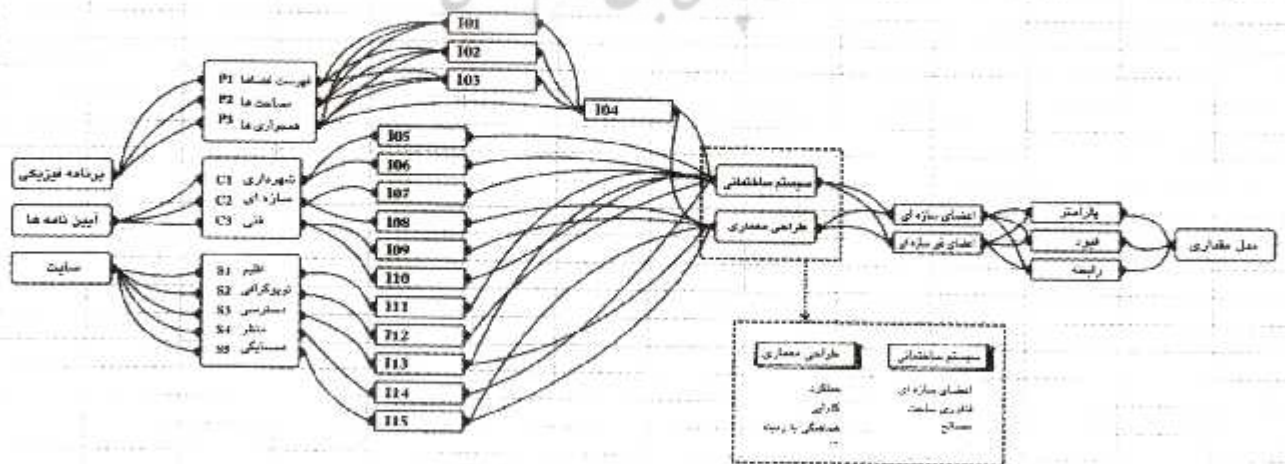 I01
I02
I03
I04
P1 فهرست فضاها
P2 مساحت ها
P3 همجواری ها
برنامه فیزیکی
آیین نامه ها
سایت
C1 شهرداری
C2 سازه ای
C3 فنی
S1 اقلیم
S2 توپوگرافی
S3 دسترسی
S4 منظر
S5 همسایگی
I05
I06
I07
I08
I09
I10
I11
I12
I13
I14
I15
سیستم ساختمانی
طراحی معماری
اعضای سازه ای
اعضای غیر سازه ای
پارامتر
قیود
رابطه
مدل مقداری
سیستم ساختمانی
اعضای سازه ای
فناوری ساخت
مصالح
طراحی معماری
عملکرد
کارایی
هماهنگی با زمینه
...